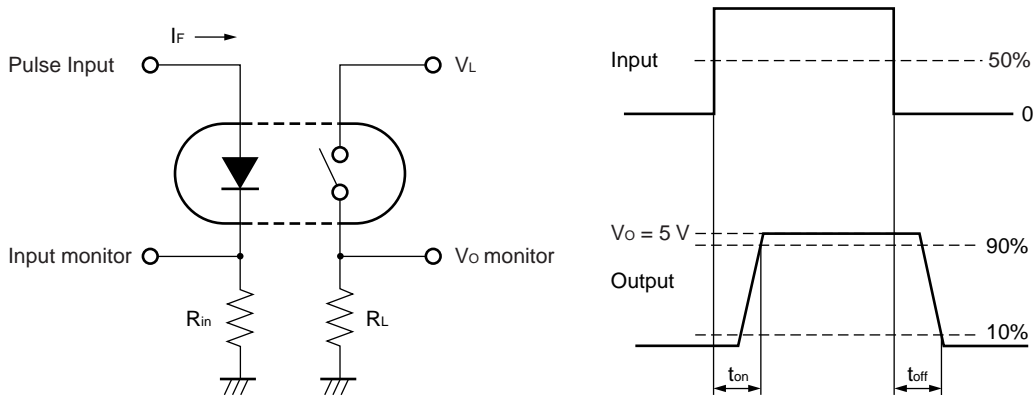 IF
Pulse Input
VL
Input monitor
VO monitor
Rin
RL
Input
50%
0
VO = 5 V
90%
Output
10%
ton
toff